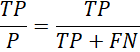 TP/P = TP/(TP + FN)